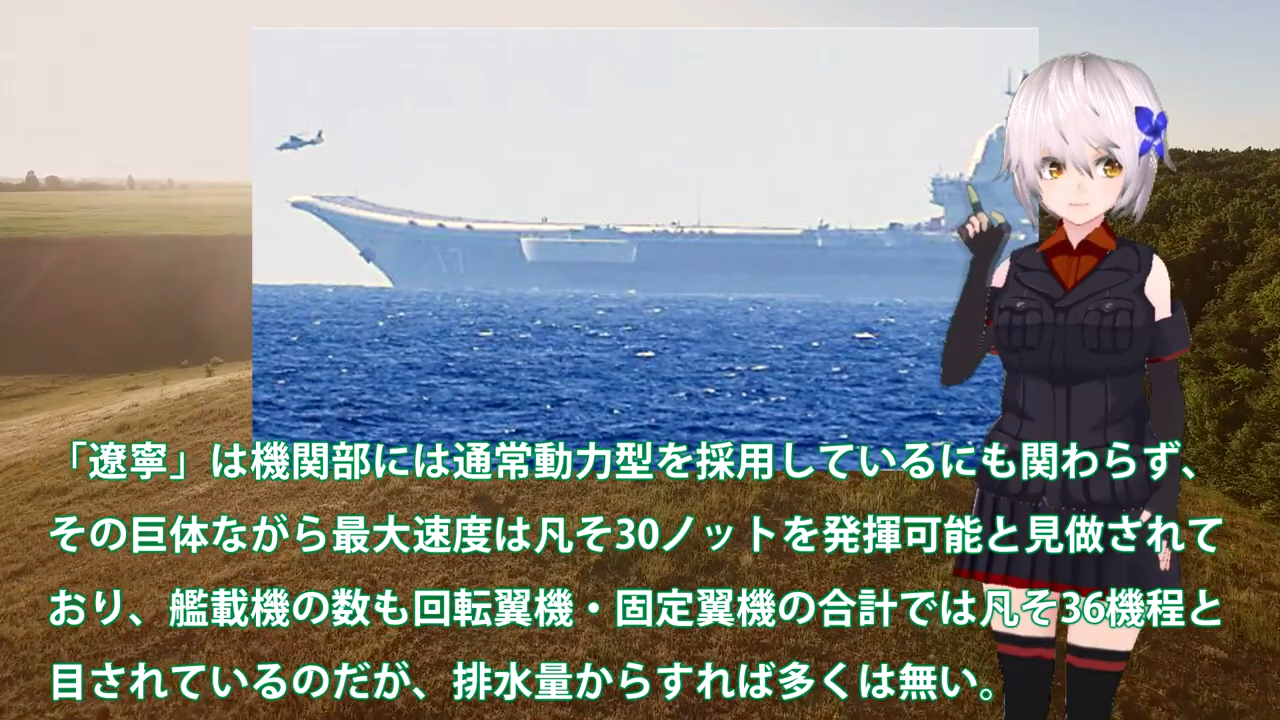 「遼寧」は機関部には通常動力型を採用しているにも関わらず、
その巨体ながら最大速度は凡そ30ノットを発揮可能と見做されて
おり、艦載機の数も回転翼機・固定翼機の合計では凡そ36機程と
目されているのだが、排水量からすれば多くは無い。
17